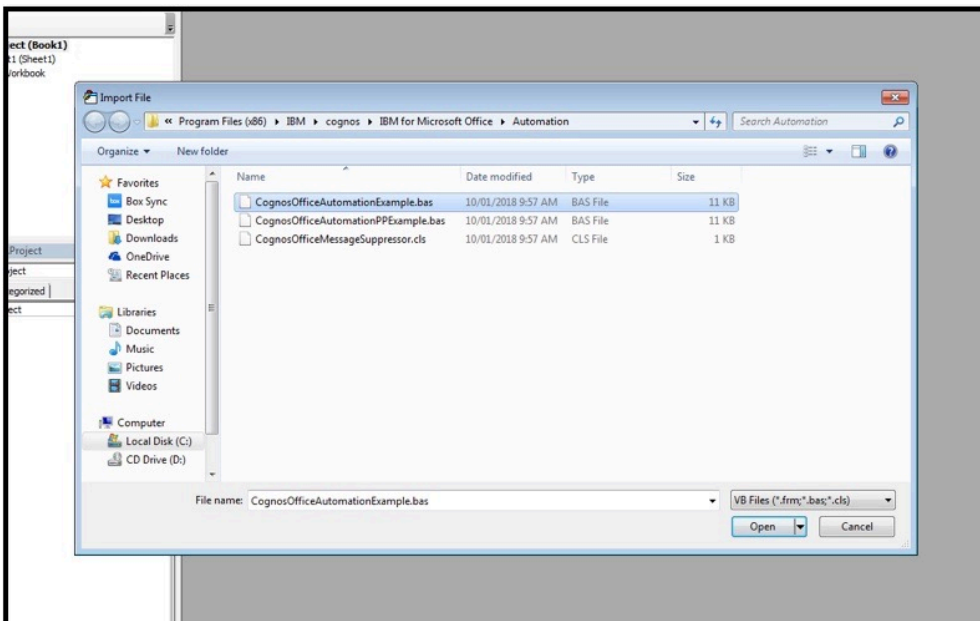 ect (Book1)
t1 (Sheet1)
Workbook
Import File
« Program Files (x86) ▸ IBM ▸ cognos ▸ IBM for Microsoft Office ▸ Automation
Search Automation
Organize
New folder
Name Date modified Type Size
CognosOfficeAutomationExample.bas 10/01/2018 9:57 AM BAS File 11 KB
CognosOfficeAutomationPPExample.bas 10/01/2018 9:57 AM BAS File 11 KB
CognosOfficeMessageSuppressor.cls 10/01/2018 9:57 AM CLS File 1 KB
Favorites
Box Sync
Desktop
Downloads
OneDrive
Recent Places
Libraries
Documents
Music
Pictures
Videos
Computer
Local Disk (C:)
CD Drive (D:)
Project
ject
egorized
ect
File name: CognosOfficeAutomationExample.bas
VB Files (*.frm;*.bas;*.cls)
Open
Cancel